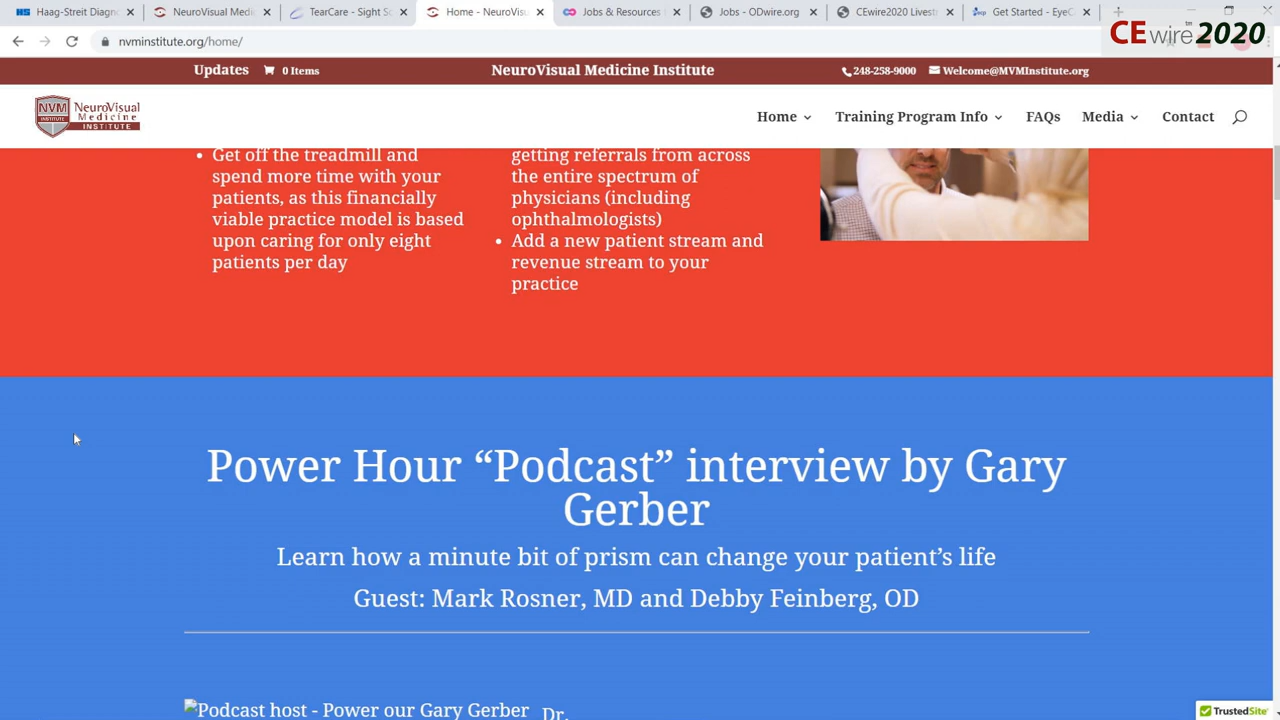 Haag-Streit Diagn
NeuroVisual Medi
TearCare - Sight Sc
Home - NeuroVisu
Jobs & Resources
Jobs - ODwire.org
CEwire2020 Livestr
Get Started - EyeC
nvminstitute.org/home/
CE wire™ 2020
Updates
0 Items
NeuroVisual Medicine Institute
248-258-9000
Welcome@MVMInstitute.org
NVM
INSTITUTE
NeuroVisual
Medicine
INSTITUTE
Home
Training Program Info
FAQs
Media
Contact
• Get off the treadmill and
spend more time with your
patients, as this financially
viable practice model is based
upon caring for only eight
patients per day
getting referrals from across
the entire spectrum of
physicians (including
ophthalmologists)
• Add a new patient stream and
revenue stream to your
practice
Power Hour “Podcast” interview by Gary
Gerber
Learn how a minute bit of prism can change your patient’s life
Guest: Mark Rosner, MD and Debby Feinberg, OD
Podcast host - Power our Gary Gerber
Dr.
TrustedSite